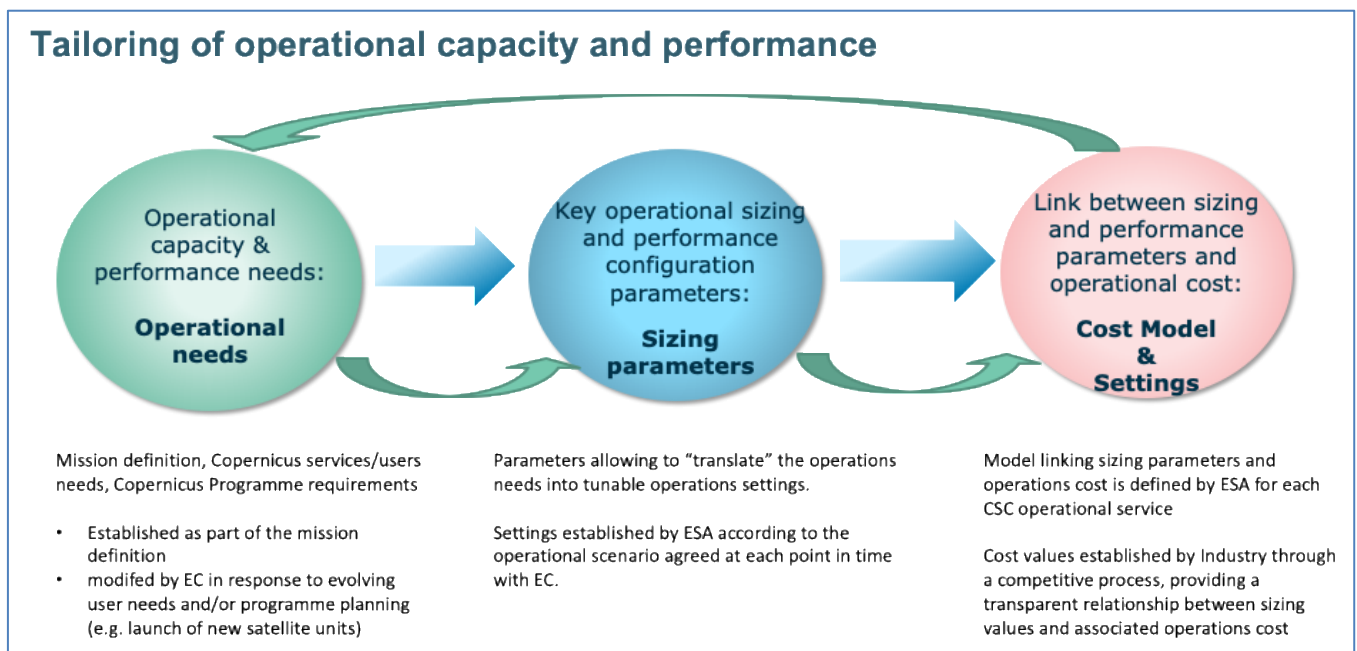 Tailoring of operational capacity and performance
Operational
capacity &
performance needs:
Operational
needs
Key operational sizing
and performance
configuration
parameters:
Sizing
parameters
Link between sizing
and performance
parameters and
operational cost:
Cost Model
&
Settings
Mission definition, Copernicus services/users
needs, Copernicus Programme requirements
• Established as part of the mission
definition
• modifed by EC in response to evolving
user needs and/or programme planning
(e.g. launch of new satellite units)
Parameters allowing to “translate” the operations
needs into tunable operations settings.
Settings established by ESA according to the
operational scenario agreed at each point in time
with EC.
Model linking sizing parameters and
operations cost is defined by ESA for each
CSC operational service
Cost values established by Industry through
a competitive process, providing a
transparent relationship between sizing
values and associated operations cost